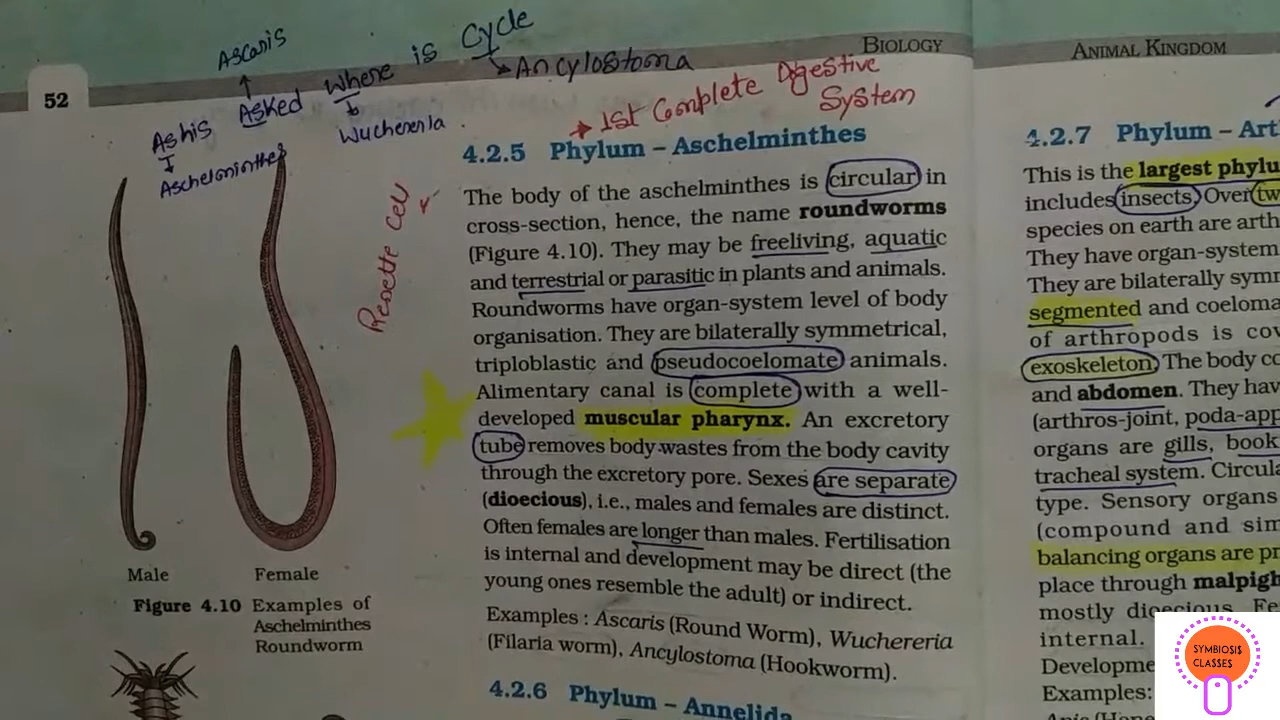 52
BIOLOGY
Ascaris
Ashis Asked Where is Cycle
Aschelminthes
Wuchereria
Ancylostoma
→ 1st Complete Digestive
System
4.2.5 Phylum – Aschelminthes
The body of the aschelminthes is circular in
cross-section, hence, the name roundworms
(Figure 4.10). They may be freeliving, aquatic
and terrestrial or parasitic in plants and animals.
Roundworms have organ-system level of body
organisation. They are bilaterally symmetrical,
triploblastic and pseudocoelomate animals.
Alimentary canal is complete with a well-
developed muscular pharynx. An excretory
tube removes body wastes from the body cavity
through the excretory pore. Sexes are separate
(dioecious), i.e., males and females are distinct.
Often females are longer than males. Fertilisation
is internal and development may be direct (the
young ones resemble the adult) or indirect.
Examples : Ascaris (Round Worm), Wuchereria
(Filaria worm), Ancylostoma (Hookworm).
4.2.6 Phylum – Annelida
Male
Female
Figure 4.10 Examples of
Aschelminthes
Roundworm
ANIMAL KINGDOM
4.2.7 Phylum – Art
This is the largest phylu
includes insects. Over tw
species on earth are arth
They have organ-system
They are bilaterally symm
segmented and coeloma
of arthropods is cov
exoskeleton. The body co
and abdomen. They hav
(arthros-joint, poda-app
organs are gills, book
tracheal system. Circula
type. Sensory organs
(compound and sim
balancing organs are pr
place through malpigh
mostly dioecious. Fe
internal.
Developme
Examples:
SYMBIOSIS
CLASSES